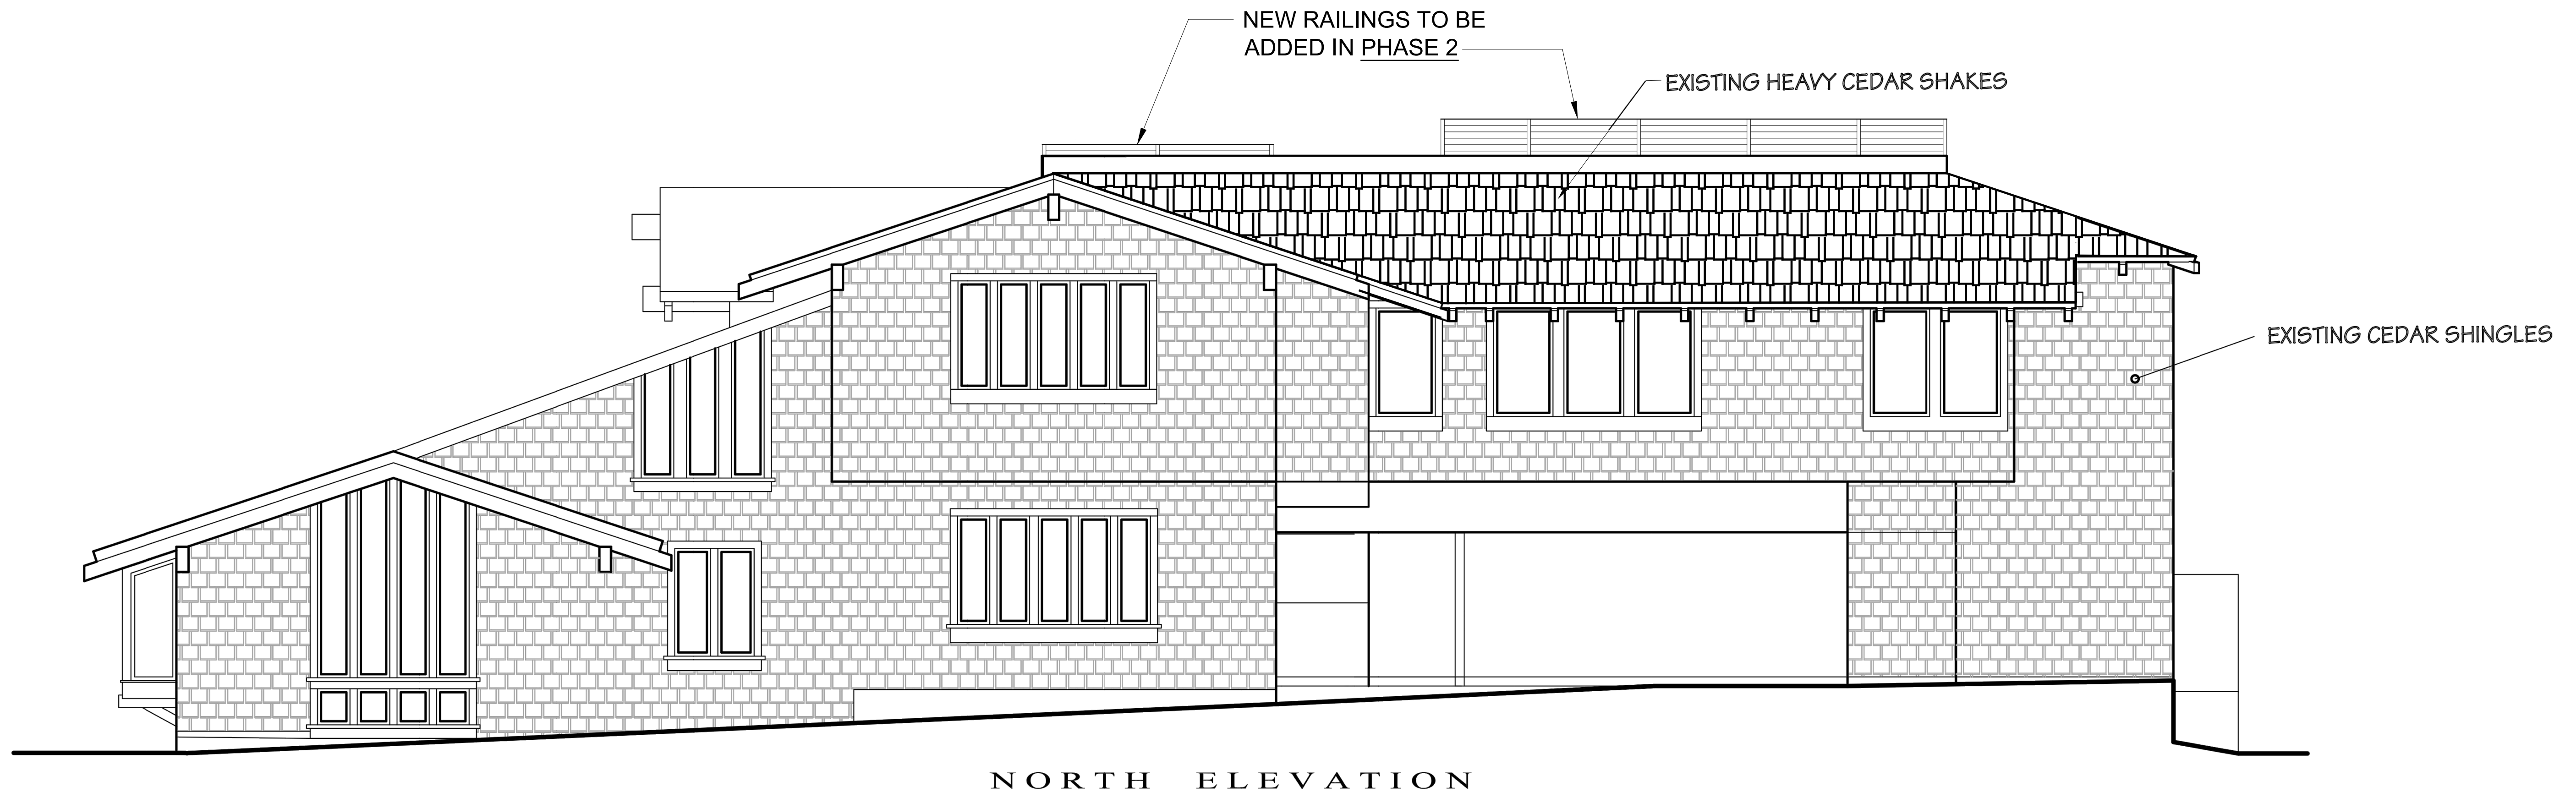 NEW RAILINGS TO BE
ADDED IN PHASE 2
EXISTING HEAVY CEDAR SHAKES
EXISTING CEDAR SHINGLES
NORTH ELEVATION